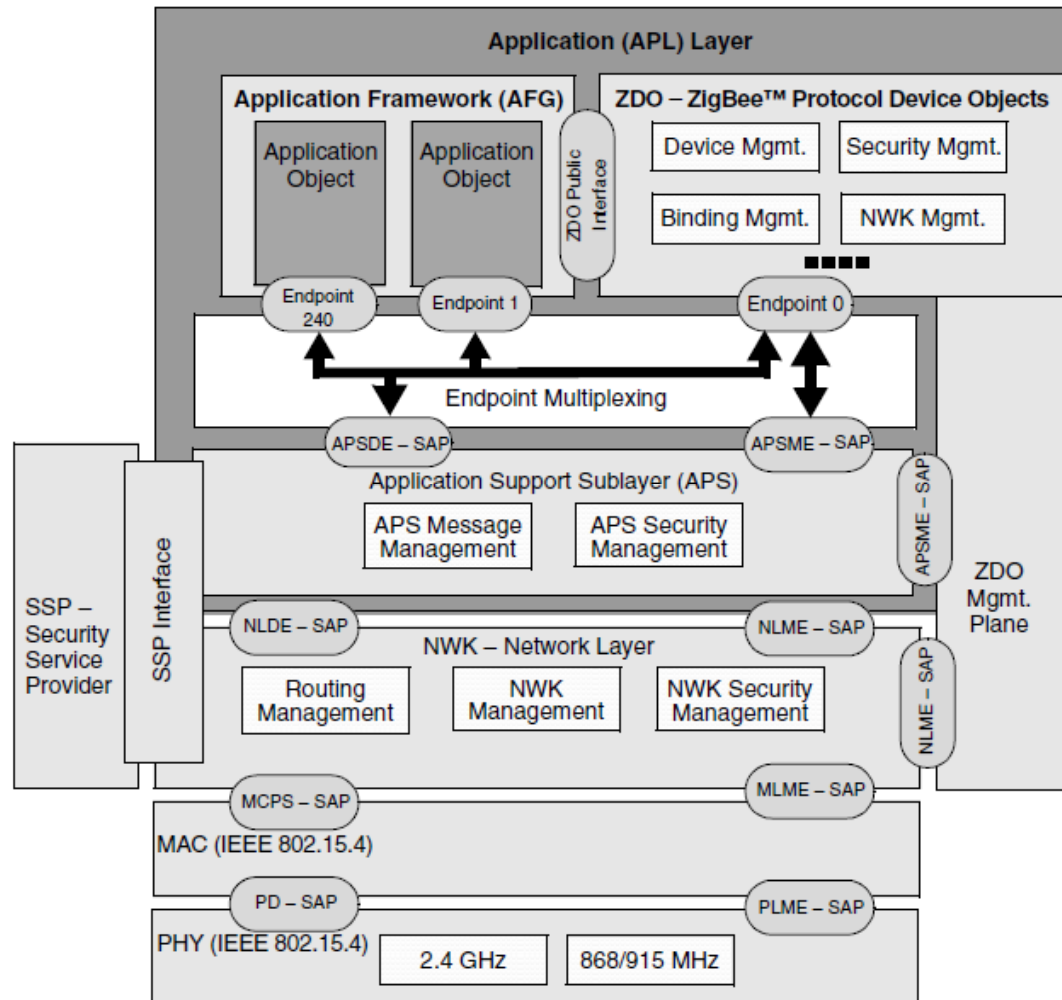 Application (APL) Layer
Application Framework (AFG)
ZDO – ZigBee™ Protocol Device Objects
Application
Object
Application
Object
ZDO Public
Interface
Device Mgmt.
Security Mgmt.
Binding Mgmt.
NWK Mgmt.
Endpoint
240
Endpoint 1
Endpoint 0
Endpoint Multiplexing
APSDE – SAP
APSME – SAP
Application Support Sublayer (APS)
APS Message
Management
APS Security
Management
APSME – SAP
SSP –
Security
Service
Provider
SSP Interface
ZDO
Mgmt.
Plane
NLDE – SAP
NLME – SAP
NWK – Network Layer
Routing
Management
NWK
Management
NWK Security
Management
NLME – SAP
MCPS – SAP
MLME – SAP
MAC (IEEE 802.15.4)
PD – SAP
PLME – SAP
PHY (IEEE 802.15.4)
2.4 GHz
868/915 MHz